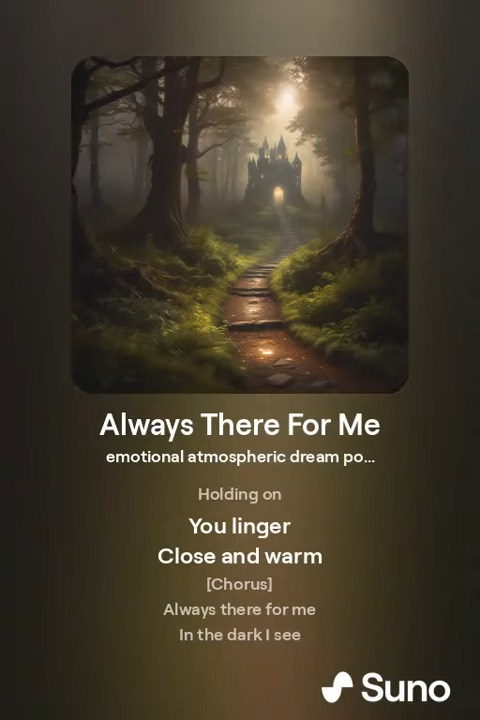 Always There For Me
emotional atmospheric dream po...
Holding on
You linger
Close and warm
[Chorus]
Always there for me
In the dark I see
Suno